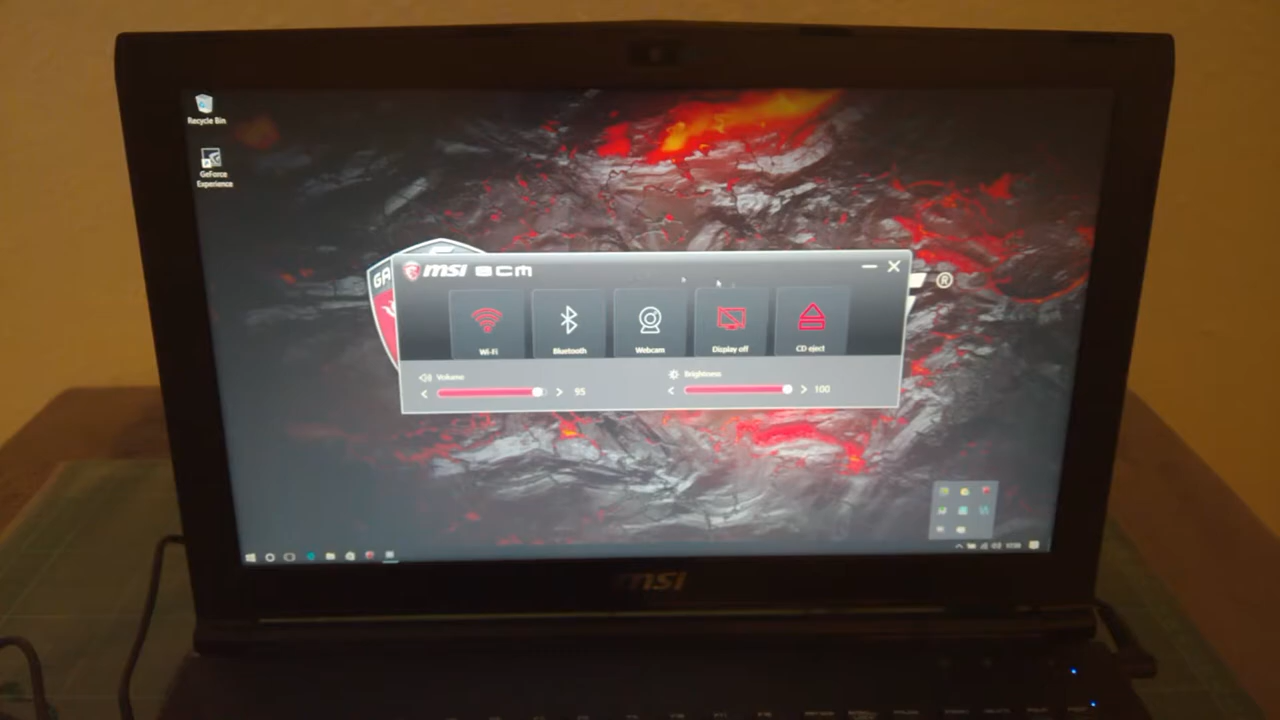 Recycle Bin
GeForce
Experience
GA
®
msi SCM
Wi-Fi
Bluetooth
Webcam
Display off
CD eject
Volume
95
Brightness
100
msi